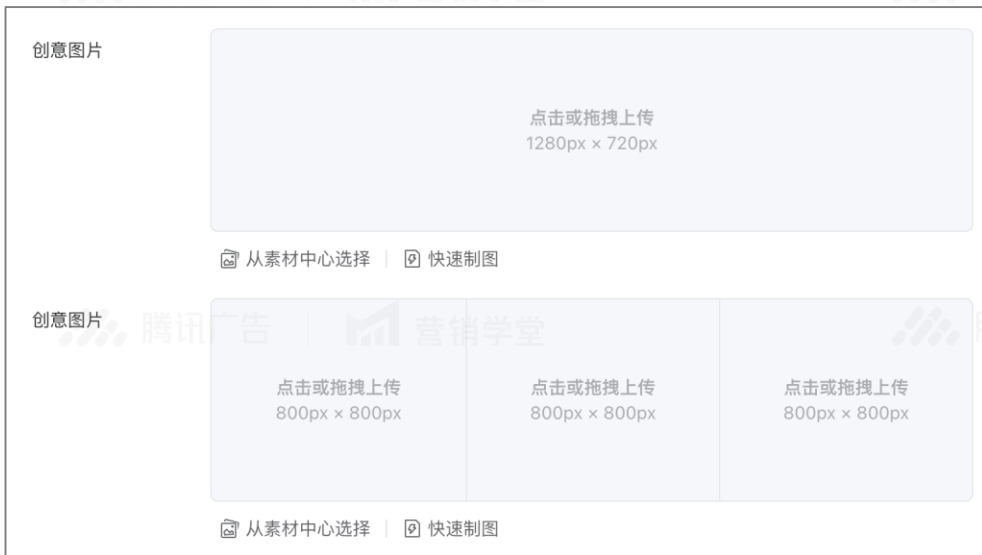 创意图片
点击或拖拽上传
1280px × 720px
从素材中心选择 快速制图
创意图片
腾讯广告 营销学堂
点击或拖拽上传 点击或拖拽上传 点击或拖拽上传
800px × 800px 800px × 800px 800px × 800px
从素材中心选择 快速制图